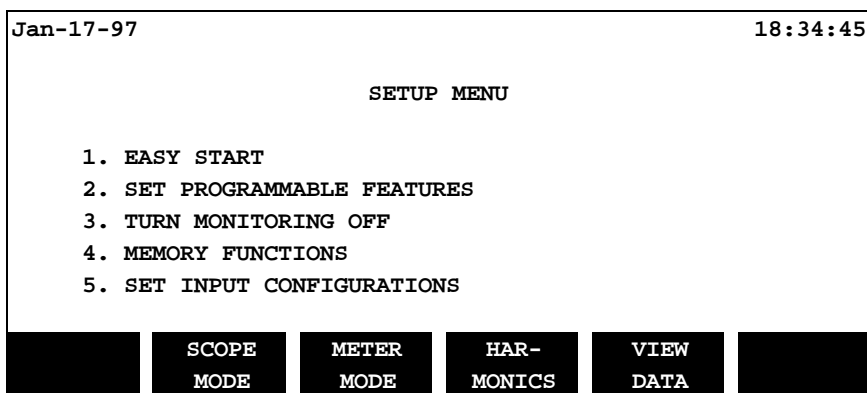 Jan-17-97 18:34:45
SETUP MENU
1. EASY START
2. SET PROGRAMMABLE FEATURES
3. TURN MONITORING OFF
4. MEMORY FUNCTIONS
5. SET INPUT CONFIGURATIONS
SCOPE METER HAR- VIEW
MODE MODE MONICS DATA